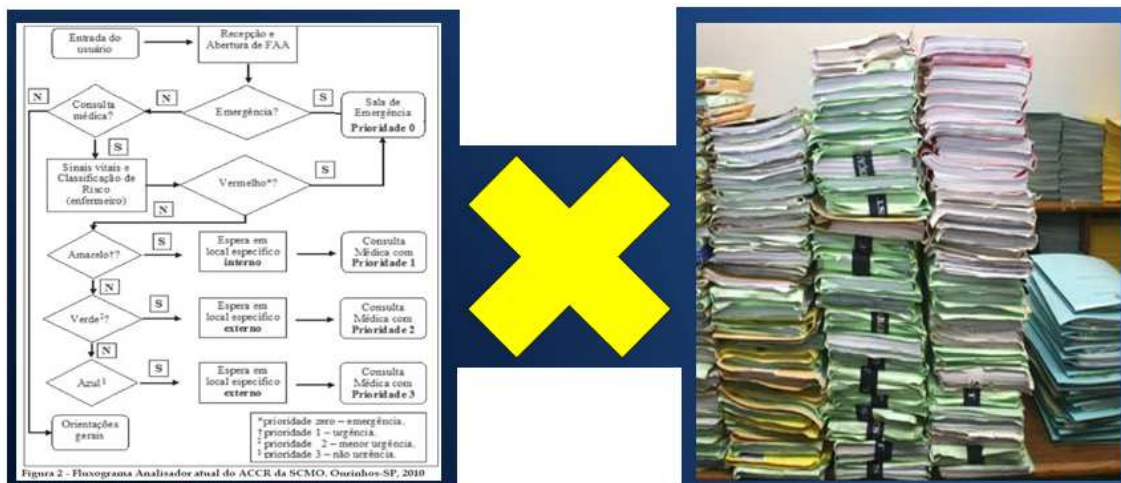 Entrada do
usuário
Recepção e
Abertura de FAA
N
Consulta
médica?
N
Emergência?
S
Sala de
Emergência
Prioridade 0
S
Sinais vitais e
Classificação de
Risco
(enfermeiro)
Vermelho*?
S
N
Amarelo†?
S
Espera em
local específico
interno
Consulta
Médica com
Prioridade 1
N
Verde²?
S
Espera em
local específico
externo
Consulta
Médica com
Prioridade 2
N
Azul
S
Espera em
local específico
externo
Consulta
Médica com
Prioridade 3
Orientações
gerais
*prioridade zero – emergência.
†prioridade 1 – urgência.
prioridade 2 – menor urgência.
prioridade 3 – não urgência.
Figura 2 - Fluxograma Analisador atual do ACCR da SCMO. Ourinhos-SP, 2010